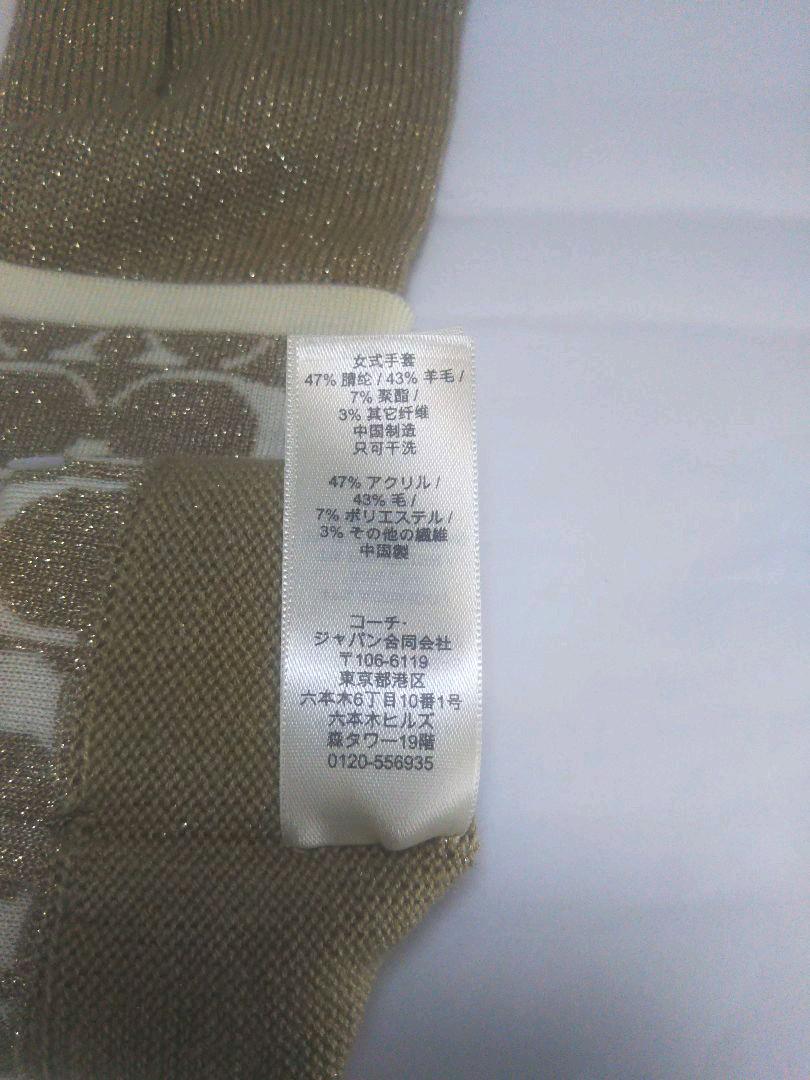 女式手套
47% 腈纶 / 43% 羊毛 /
7% 聚酯 /
3% 其它纤维
中国制造
只可干洗
47% アクリル /
43% 毛 /
7% ポリエステル /
3% その他の繊維
中国製
コーチ·
ジャパン合同会社
〒106-6119
東京都港区
六本木6丁目10番1号
六本木ヒルズ
森タワー19階
0120-556935